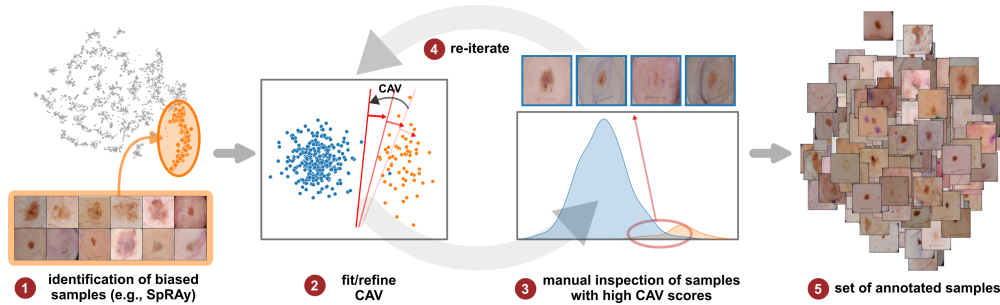 4 re-iterate
CAV
1 identification of biased
samples (e.g., SpRAy)
2 fit/refine
CAV
3 manual inspection of samples
with high CAV scores
5 set of annotated samples